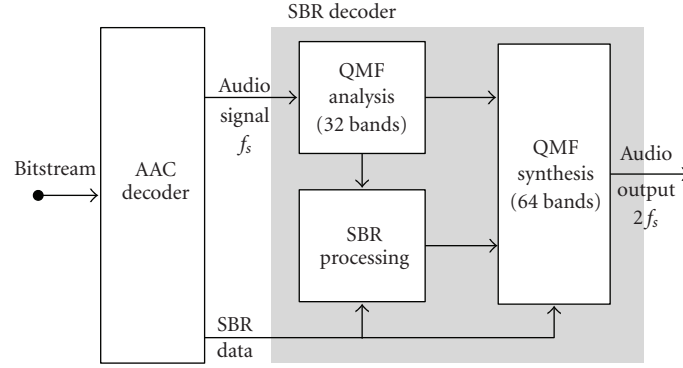 SBR decoder
Bitstream
AAC
decoder
Audio
signal
fs
QMF
analysis
(32 bands)
SBR
processing
QMF
synthesis
(64 bands)
Audio
output
2fs
SBR
data